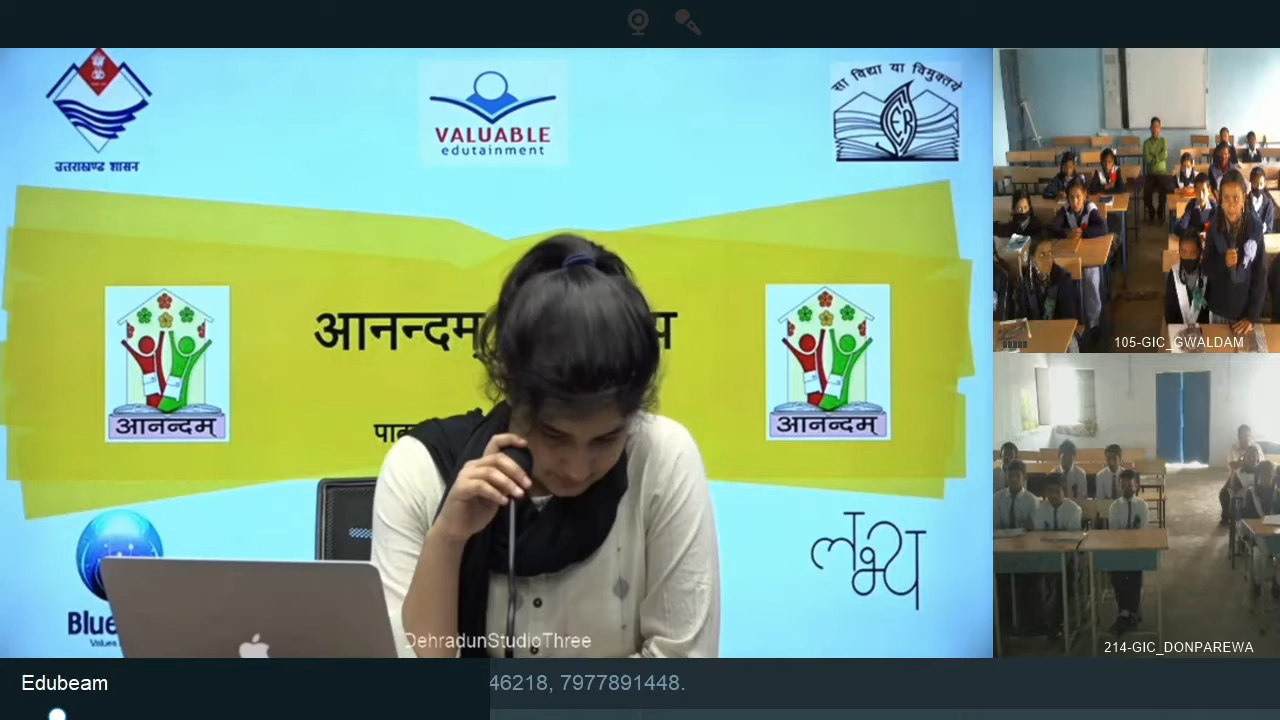 उत्तराखण्ड शासन
VALUABLE
edutainment
सा विद्या या विमुक्तये
आनन्दम्
आनन्दम्
आनन्दम्
लक्ष्य
DehradunStudioThree
105-GIC_GWALDAM
214-GIC_DONPAREWA
Edubeam
46218, 7977891448.